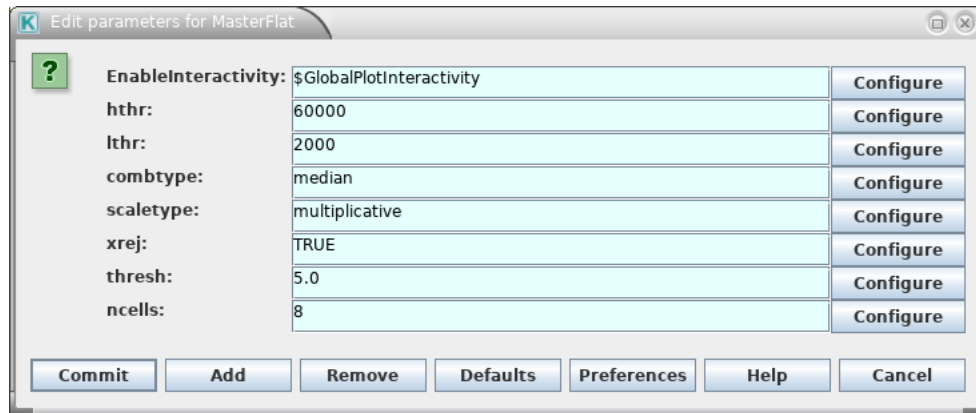 K Edit parameters for MasterFlat
? EnableInteractivity: $GlobalPlotInteractivity Configure
hthr: 60000 Configure
lthr: 2000 Configure
combtype: median Configure
scaletype: multiplicative Configure
xrej: TRUE Configure
thresh: 5.0 Configure
ncells: 8 Configure
Commit Add Remove Defaults Preferences Help Cancel